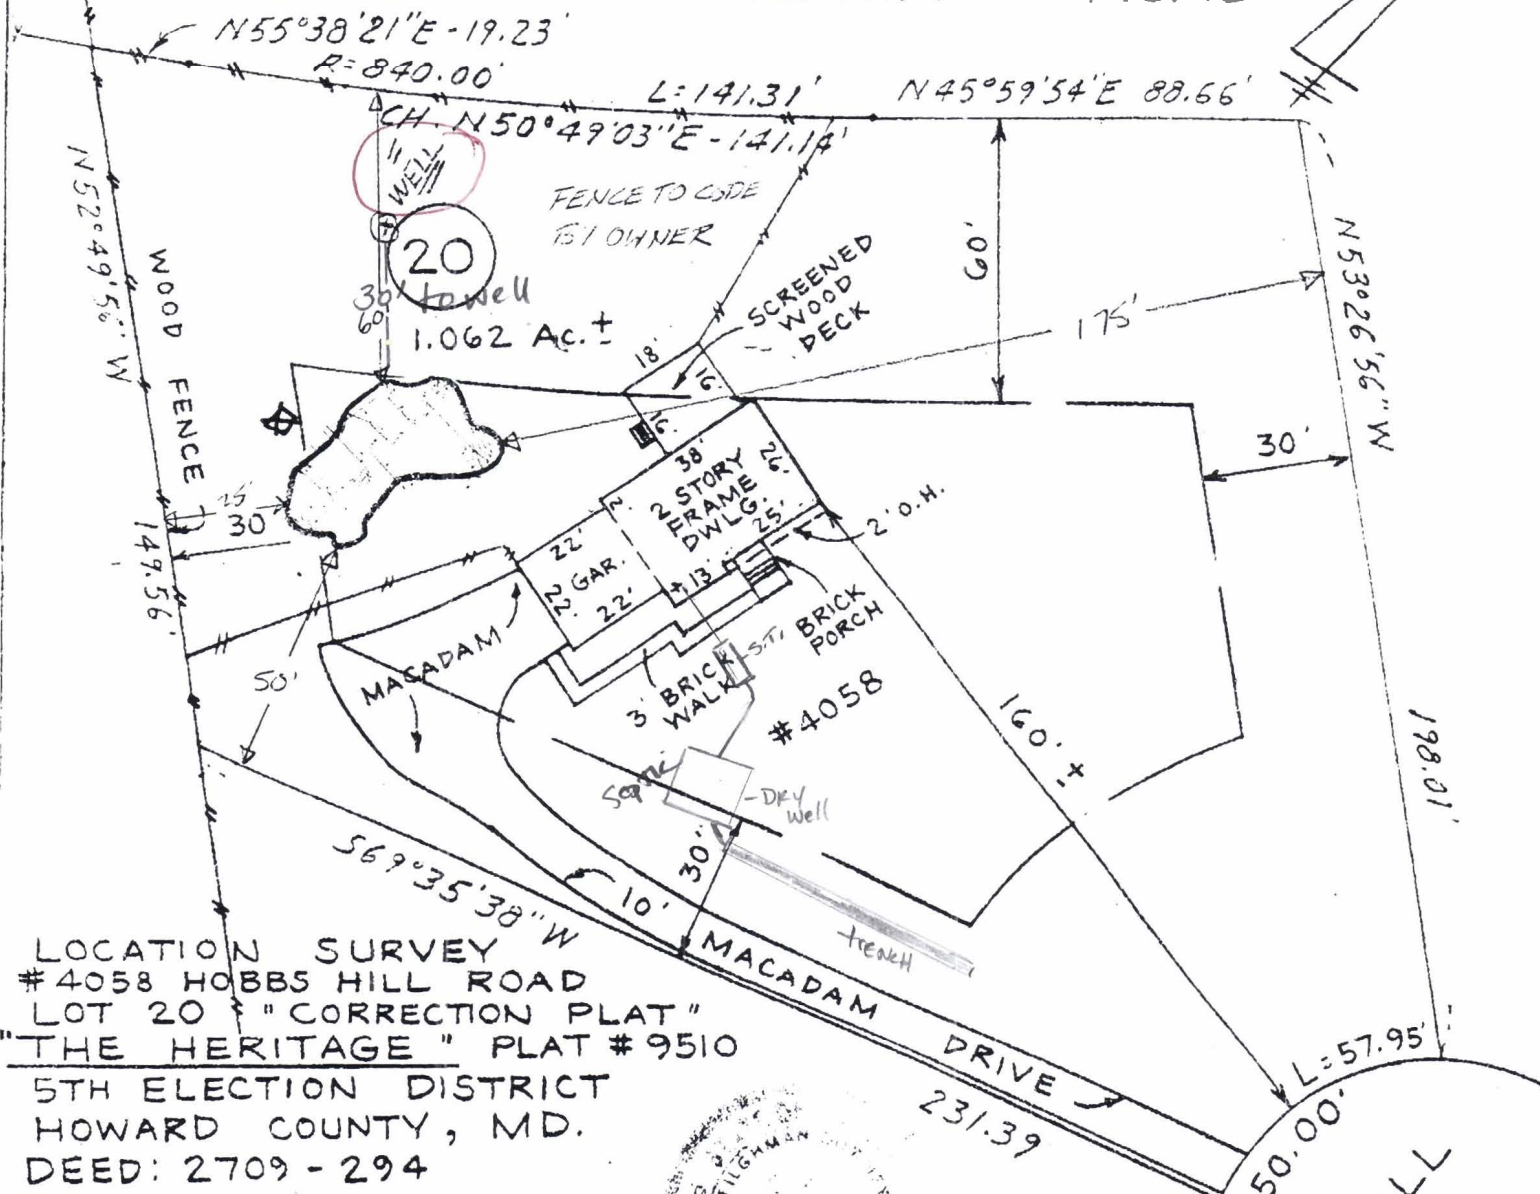 N55°38'21"E-19.23'
R=840.00'
L=141.31'
N45°59'54"E 88.66'
CH. N50°49'03"E-141.14'
WELL
FENCE TO CODE
BY OWNER
20
30' to well
60'
1.062 AC.±
N52°49'56"W
WOOD FENCE
149.56'
SCREENED
WOOD
DECK
18'
16'
16'
60'
175'
N53°26'56"W
30'
198.01'
15'
30
38'
26'
2'
2 STORY
FRAME
DWLG.
25'
13'
2' O.H.
22'
2 GAR.
22'
22'
BRICK
PORCH
S.T.
MACADAM
3' BRICK
WALK
#4058
160'±
50'
Septic
-DRY
Well
30"
10'
trench
S69°35'38"W
MACADAM DRIVE
231.39
L=57.95'
50.00'
LOCATION SURVEY
#4058 HOBBS HILL ROAD
LOT 20 "CORRECTION PLAT"
"THE HERITAGE" PLAT #9510
5TH ELECTION DISTRICT
HOWARD COUNTY, MD.
DEED: 2709-294
TILGHMAN
LL